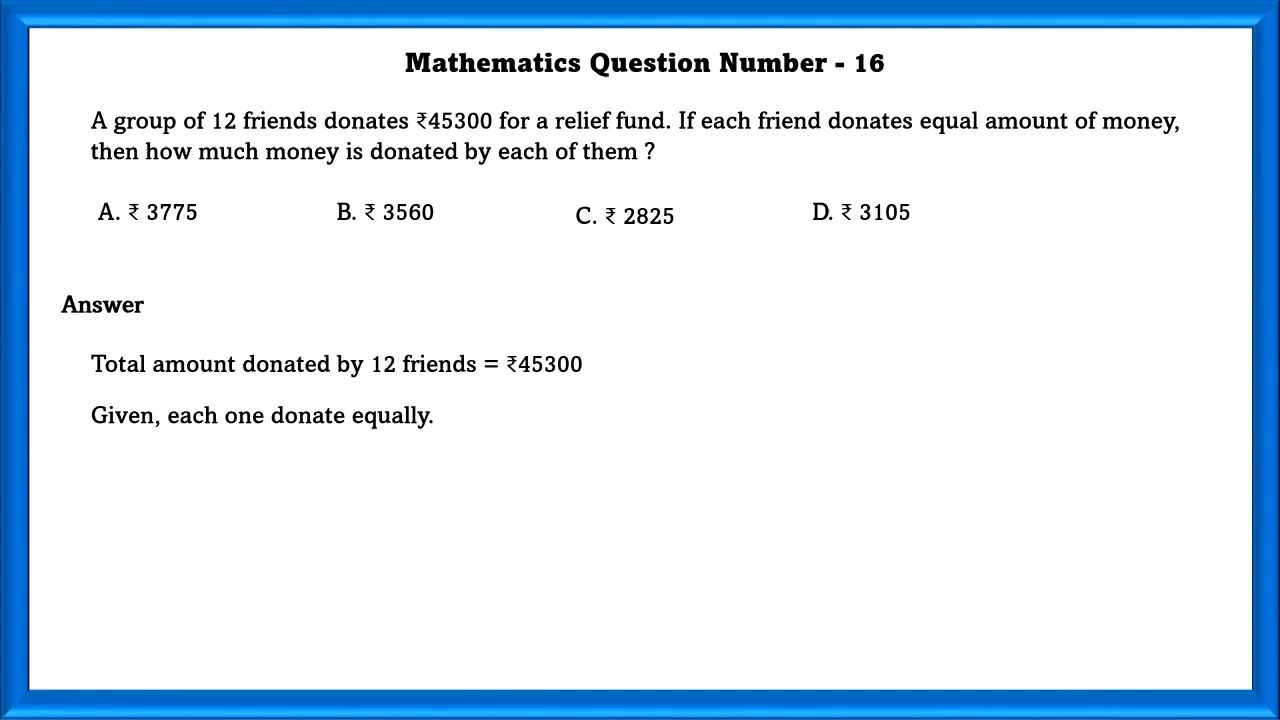 Mathematics Question Number - 16
A group of 12 friends donates ₹45300 for a relief fund. If each friend donates equal amount of money,
then how much money is donated by each of them ?
A. ₹ 3775 B. ₹ 3560 C. ₹ 2825 D. ₹ 3105
Answer
Total amount donated by 12 friends = ₹45300
Given, each one donate equally.